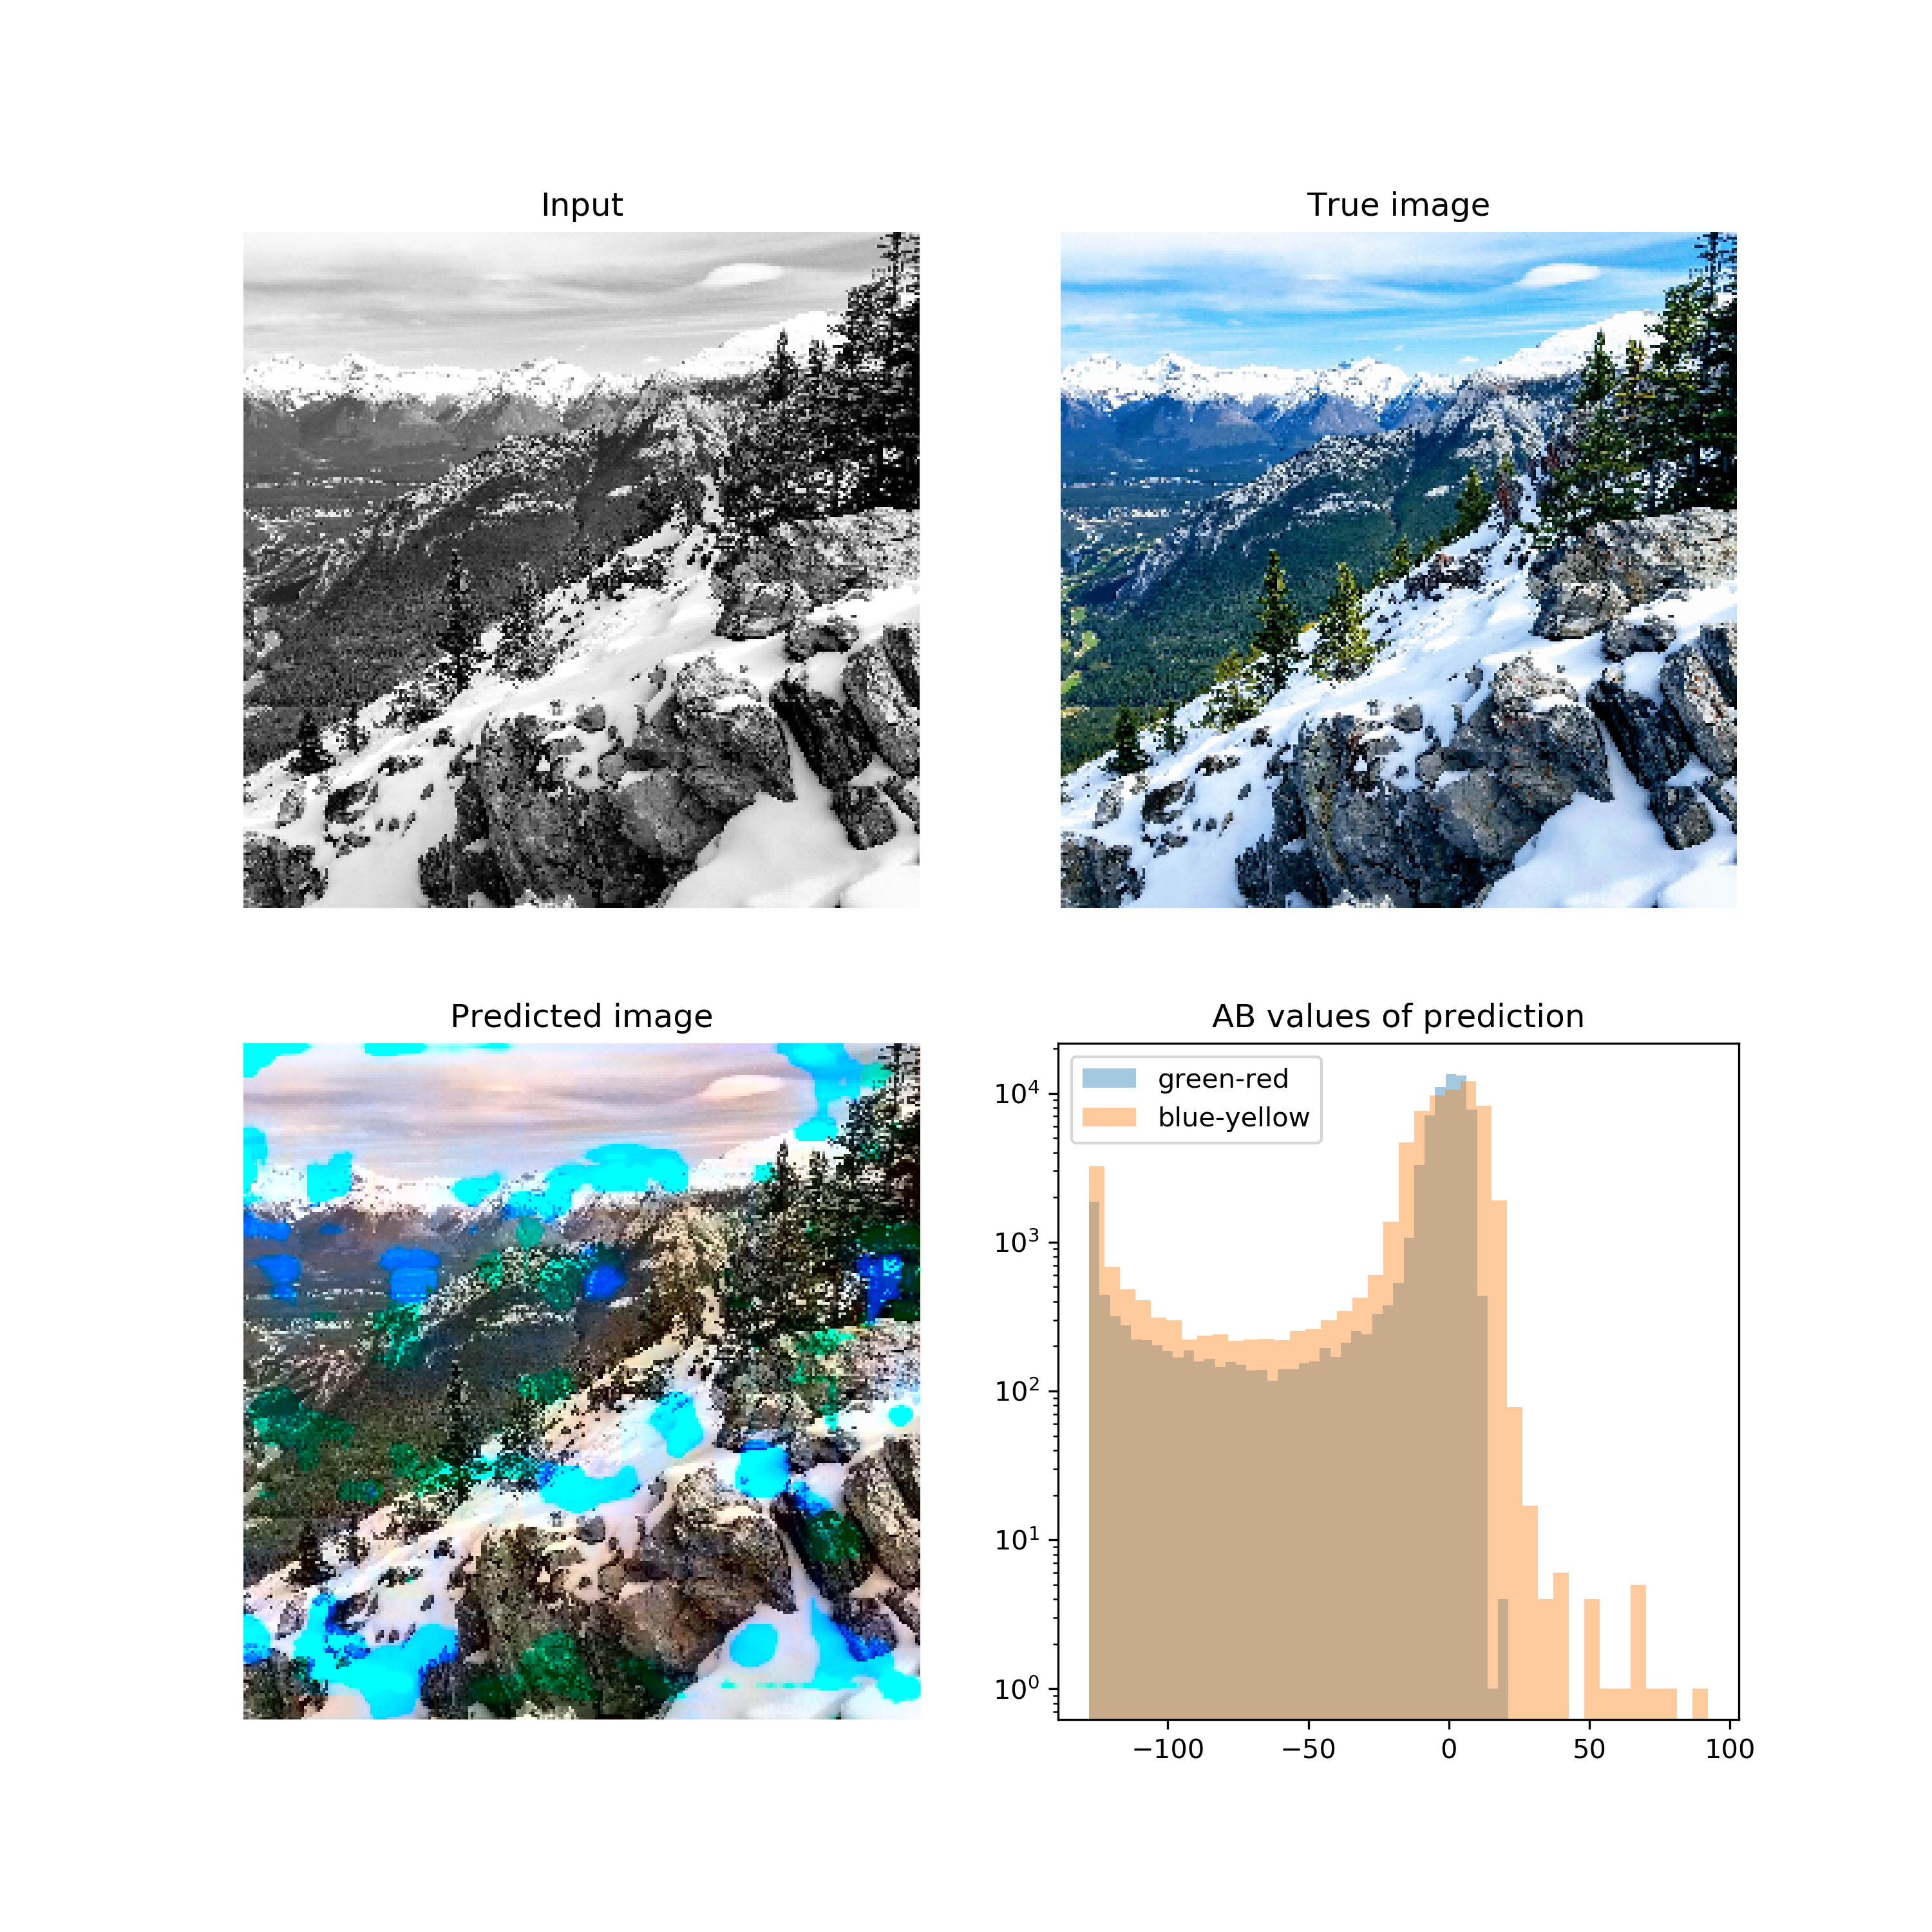 Input
True image
Predicted image
AB values of prediction
green-red
blue-yellow
10⁴
10³
10²
10¹
10⁰
−100 −50 0 50 100